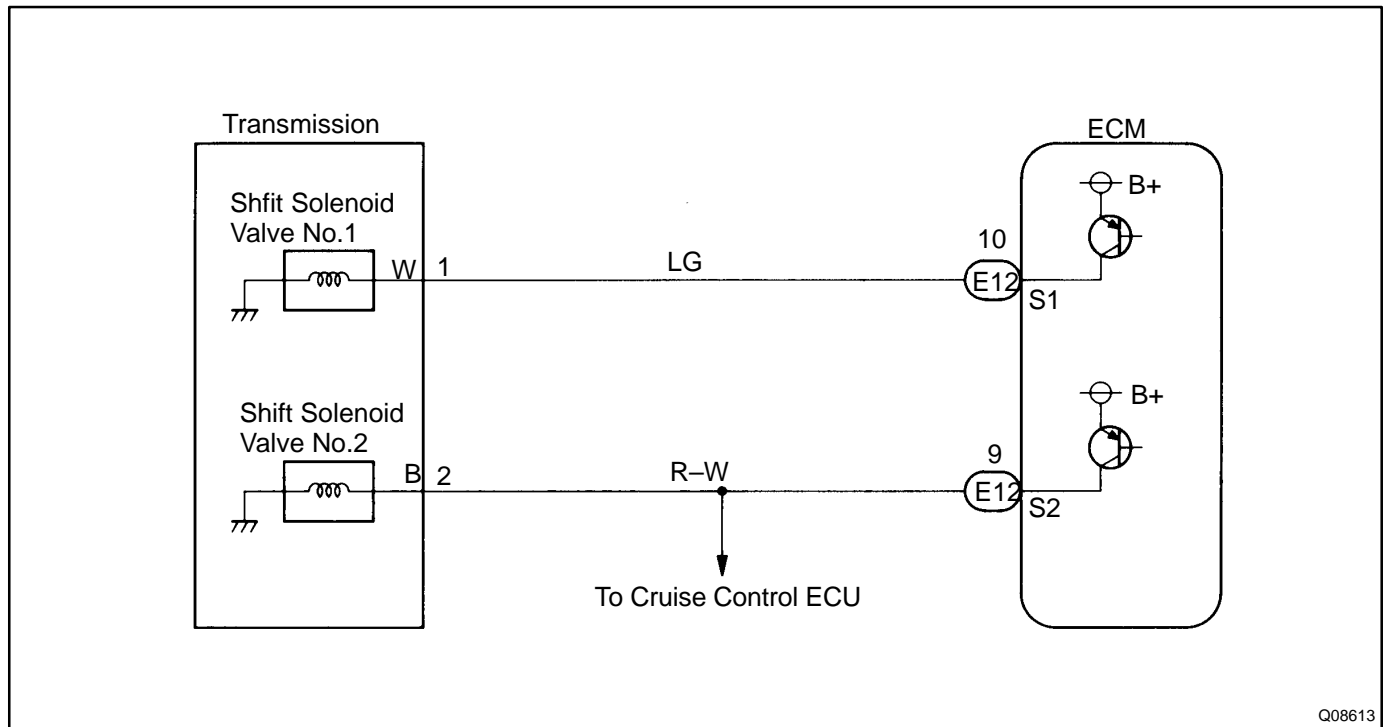 Transmission
ECM
Shfit Solenoid
Valve No.1
W 1
LG
10
E12
S1
B+
Shift Solenoid
Valve No.2
B 2
R–W
9
E12
S2
B+
To Cruise Control ECU
Q08613